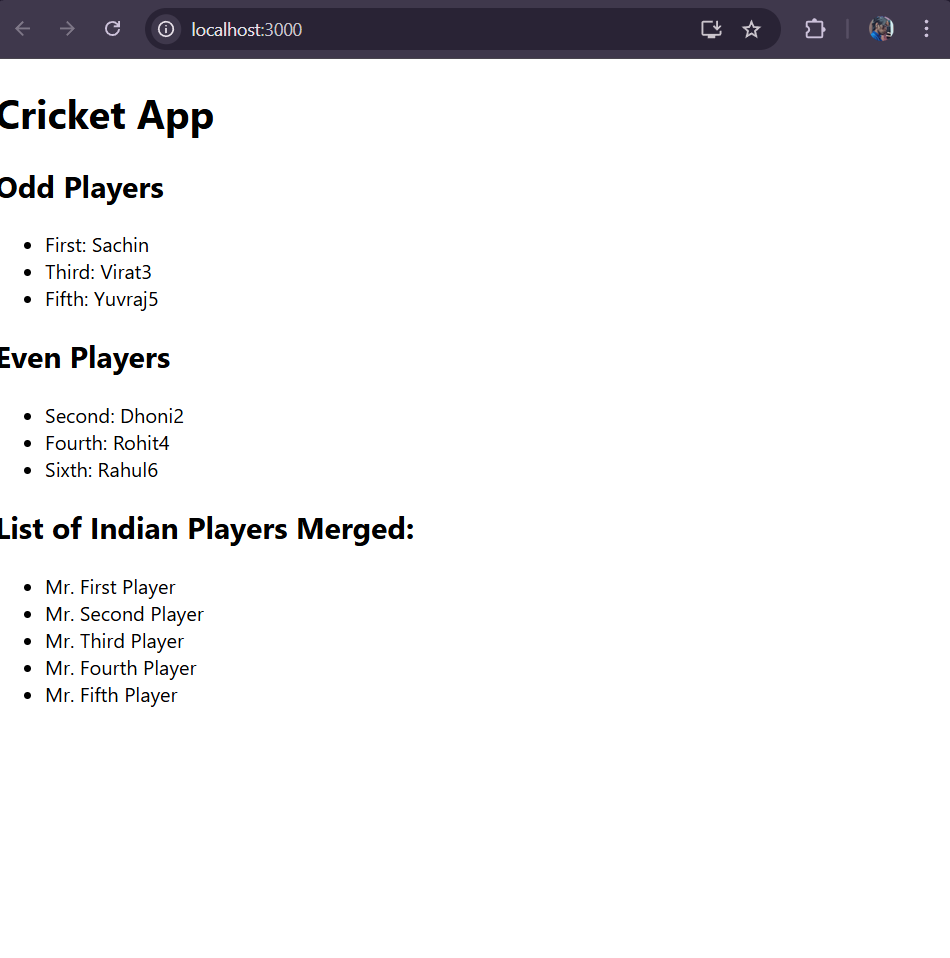 localhost:3000
Cricket App
Odd Players
First: Sachin
Third: Virat3
Fifth: Yuvraj5
Even Players
Second: Dhoni2
Fourth: Rohit4
Sixth: Rahul6
List of Indian Players Merged:
Mr. First Player
Mr. Second Player
Mr. Third Player
Mr. Fourth Player
Mr. Fifth Player